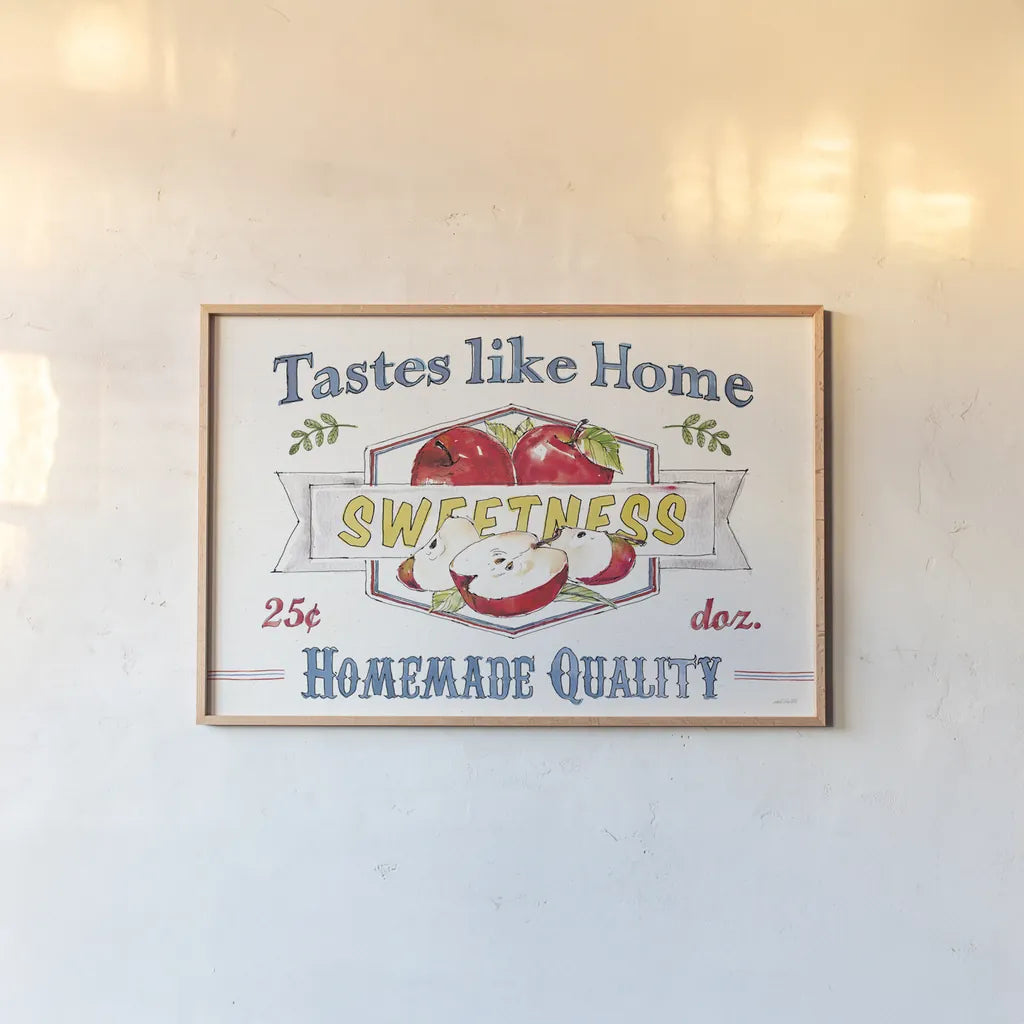 Tastes like Home
SWEETNESS
25¢ doz.
HOMEMADE QUALITY